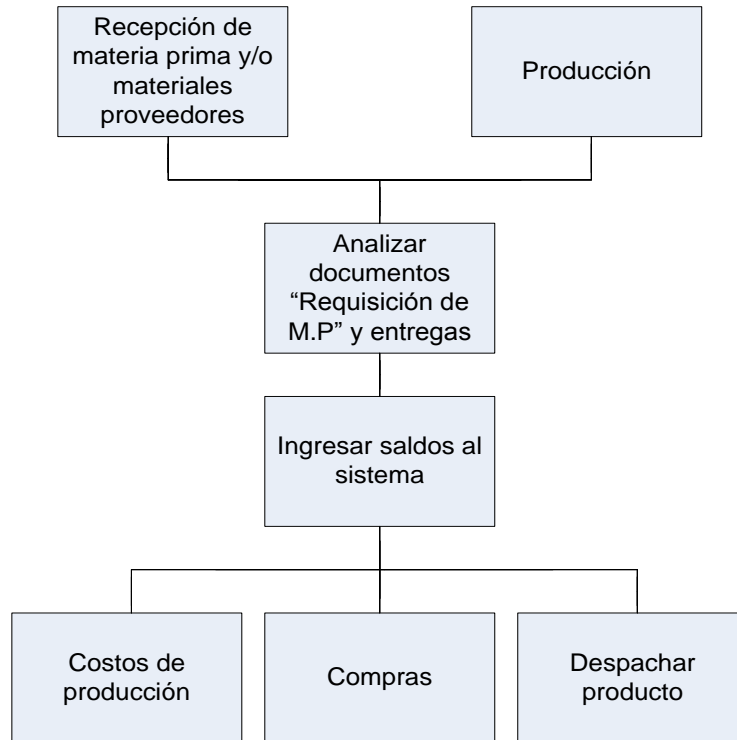 Recepción de
materia prima y/o
materiales
proveedores
Producción
Analizar
documentos
“Requisición de
M.P” y entregas
Ingresar saldos al
sistema
Costos de
producción
Compras
Despachar
producto